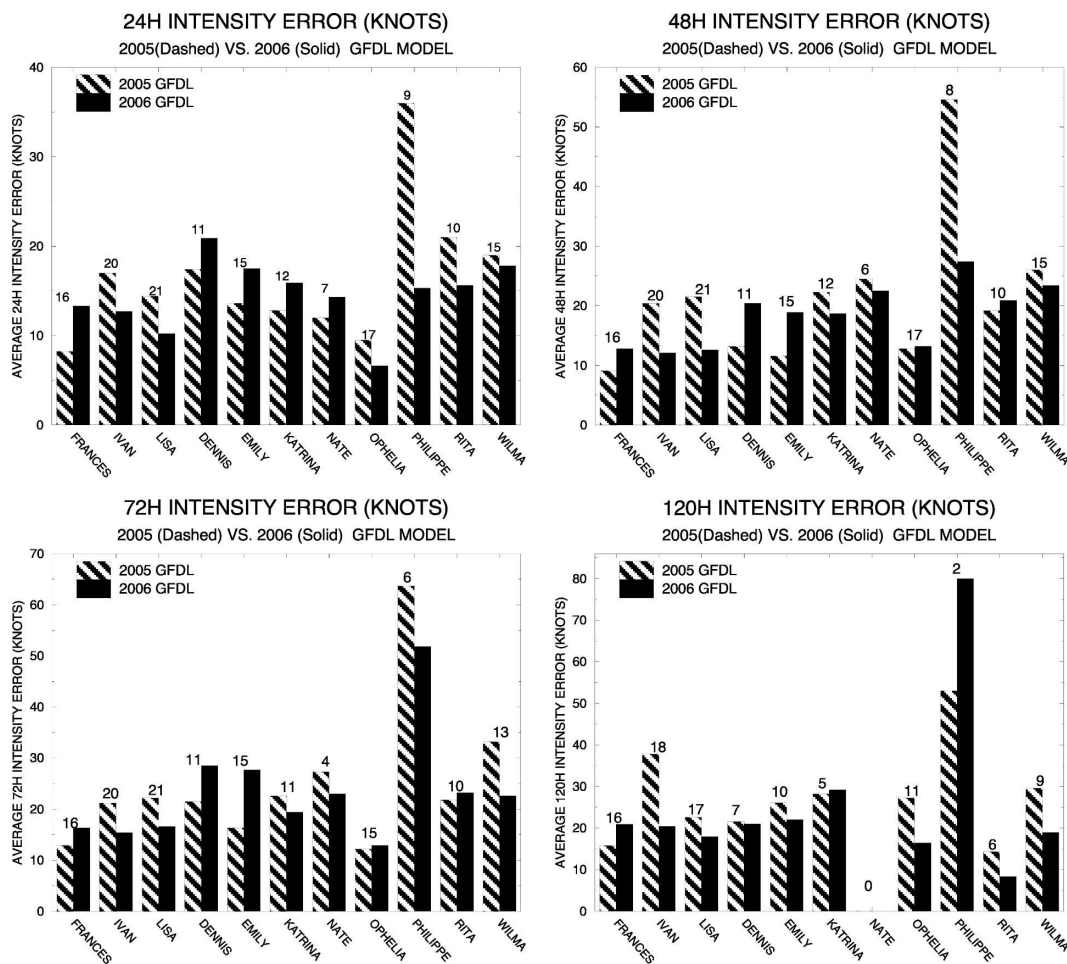 24H INTENSITY ERROR (KNOTS)
2005(Dashed) VS. 2006 (Solid) GFDL MODEL
AVERAGE 24H INTENSITY ERROR (KNOTS)
40
30
20
10
0
2005 GFDL
2006 GFDL
16
20
21
11
15
12
7
17
9
10
15
FRANCES
IVAN
LISA
DENNIS
EMILY
KATRINA
NATE
OPHELIA
PHILIPPE
RITA
WILMA
48H INTENSITY ERROR (KNOTS)
2005(Dashed) VS. 2006 (Solid) GFDL MODEL
AVERAGE 48H INTENSITY ERROR (KNOTS)
60
50
40
30
20
10
0
2005 GFDL
2006 GFDL
16
20
21
11
15
12
6
17
8
10
15
FRANCES
IVAN
LISA
DENNIS
EMILY
KATRINA
NATE
OPHELIA
PHILIPPE
RITA
WILMA
72H INTENSITY ERROR (KNOTS)
2005 (Dashed) VS. 2006 (Solid) GFDL MODEL
AVERAGE 72H INTENSITY ERROR (KNOTS)
70
60
50
40
30
20
10
0
2005 GFDL
2006 GFDL
16
20
21
11
15
11
4
15
6
10
13
FRANCES
IVAN
LISA
DENNIS
EMILY
KATRINA
NATE
OPHELIA
PHILIPPE
RITA
WILMA
120H INTENSITY ERROR (KNOTS)
2005(Dashed) VS. 2006 (Solid) GFDL MODEL
AVERAGE 120H INTENSITY ERROR (KNOTS)
80
70
60
50
40
30
20
10
0
2005 GFDL
2006 GFDL
16
18
17
7
10
5
0
11
2
6
9
FRANCES
IVAN
LISA
DENNIS
EMILY
KATRINA
NATE
OPHELIA
PHILIPPE
RITA
WILMA